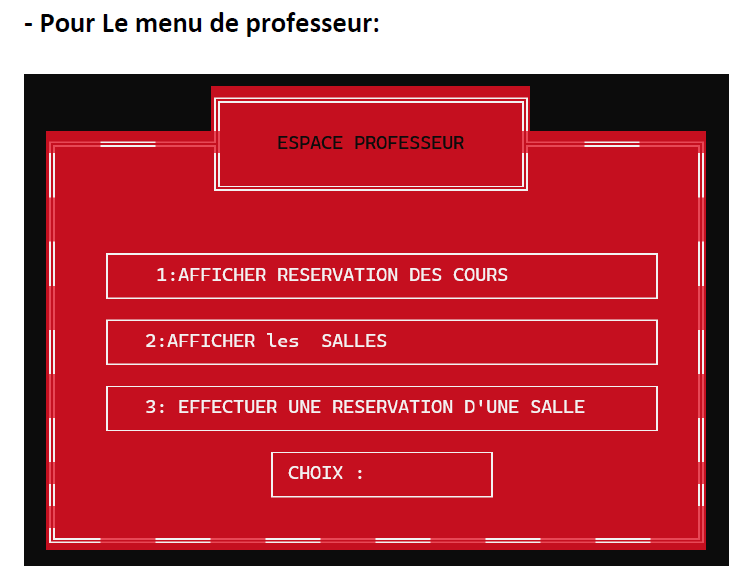 - Pour Le menu de professeur:
ESPACE PROFESSEUR
1:AFFICHER RESERVATION DES COURS
2:AFFICHER les  SALLES
3: EFFECTUER UNE RESERVATION D'UNE SALLE
CHOIX :